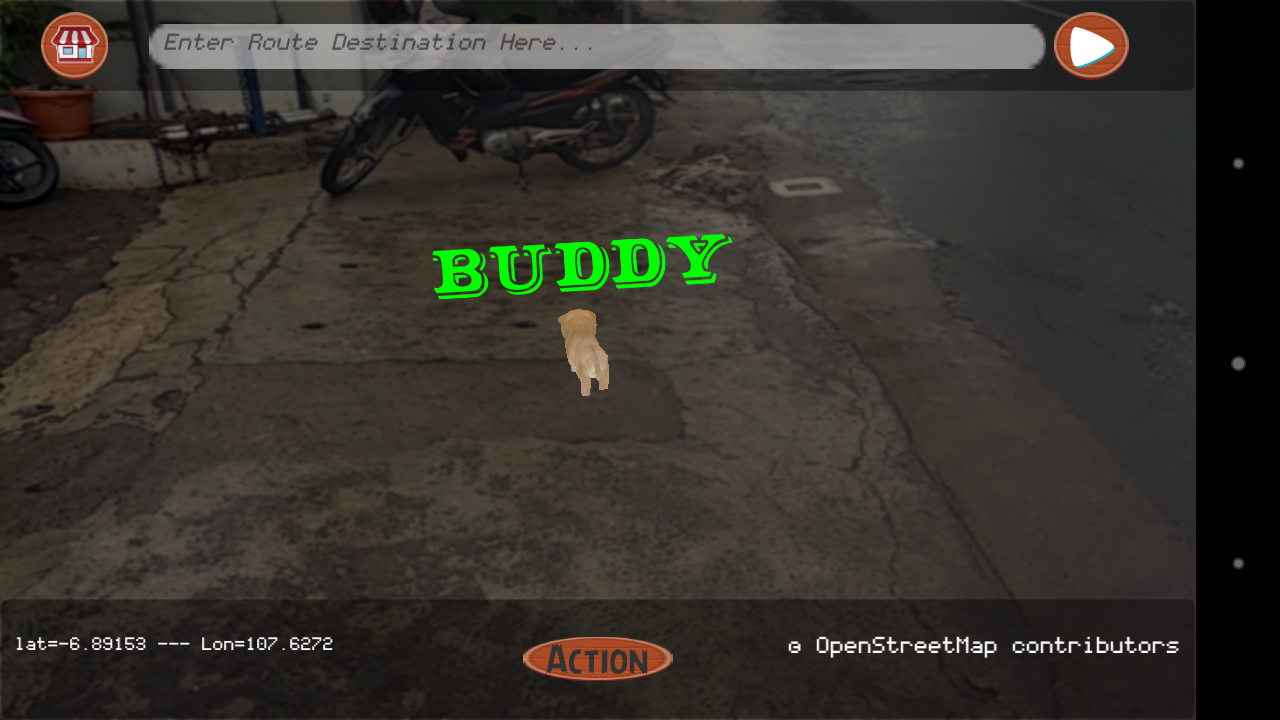 Enter Route Destination Here...
BUDDY
lat=-6.89153 --- Lon=107.6272
ACTION
© OpenStreetMap contributors